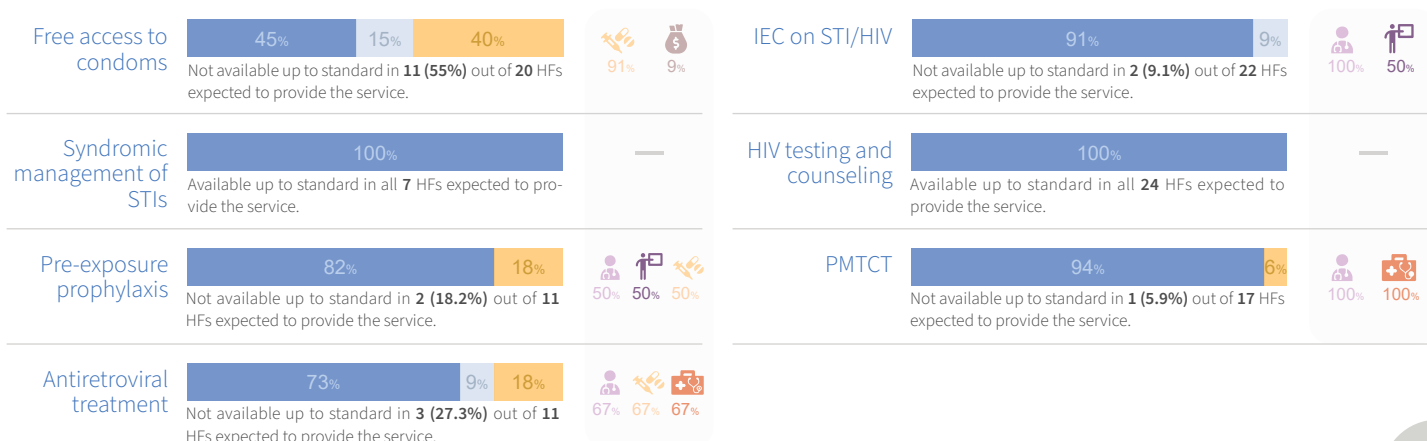 Free access to
condoms
45%
15%
40%
Not available up to standard in 11 (55%) out of 20 HFs
expected to provide the service.
91%
9%
Syndromic
management of
STIs
100%
Available up to standard in all 7 HFs expected to pro-
vide the service.
—
Pre-exposure
prophylaxis
82%
18%
Not available up to standard in 2 (18.2%) out of 11
HFs expected to provide the service.
50%
50%
50%
Antiretroviral
treatment
73%
9%
18%
Not available up to standard in 3 (27.3%) out of 11
HFs expected to provide the service.
67%
67%
67%
IEC on STI/HIV
91%
9%
Not available up to standard in 2 (9.1%) out of 22 HFs
expected to provide the service.
100%
50%
HIV testing and
counseling
100%
Available up to standard in all 24 HFs expected to
provide the service.
—
PMTCT
94%
6%
Not available up to standard in 1 (5.9%) out of 17 HFs
expected to provide the service.
100%
100%